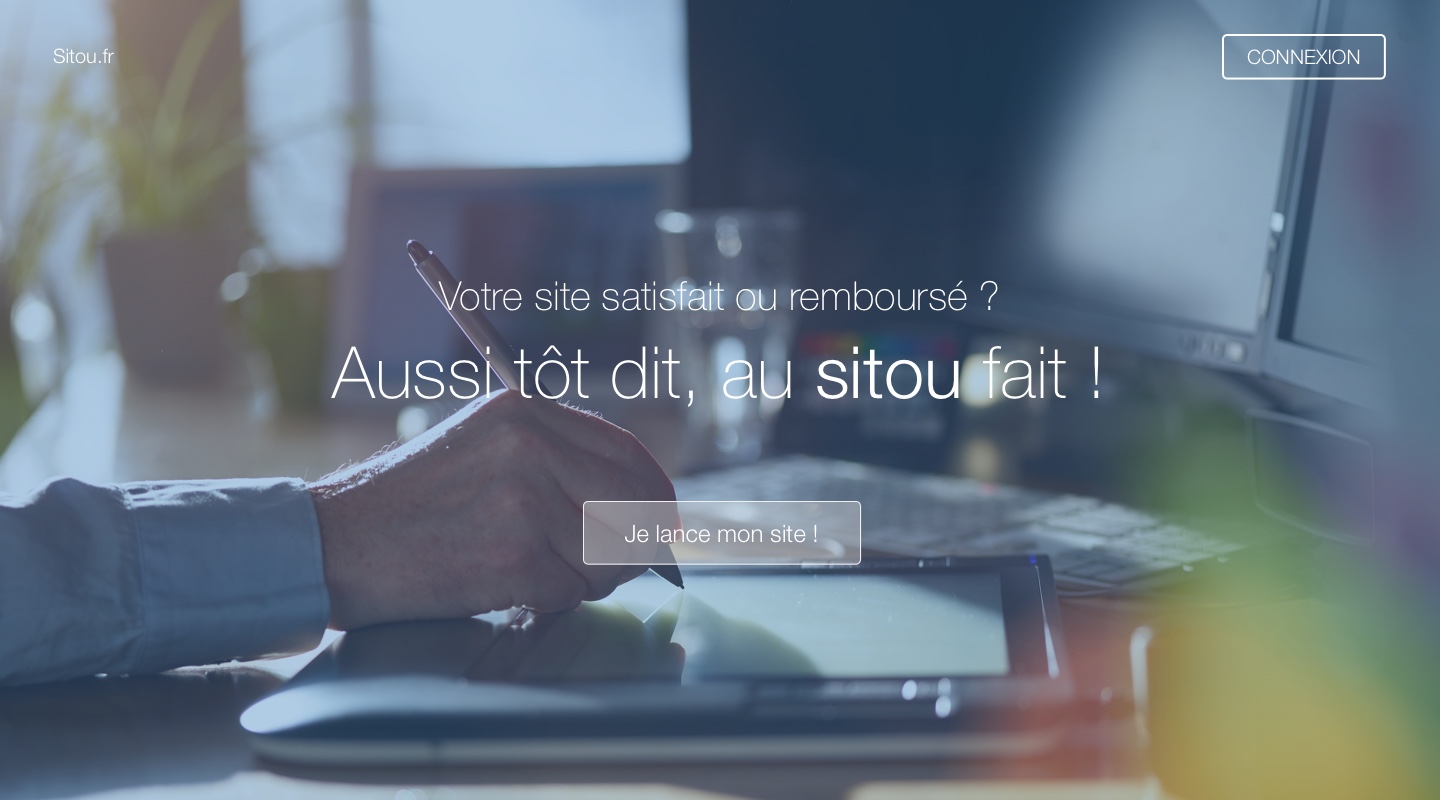 Sitou.fr
CONNEXION
Votre site satisfait ou remboursé ?
Aussi tôt dit, au sitou fait !
Je lance mon site !